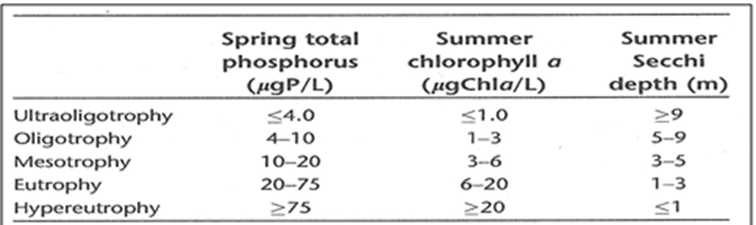 Spring total Summer Summer
phosphorus chlorophyll a Secchi
(μgP/L) (μgChla/L) depth (m)
Ultraoligotrophy ≤4.0 ≤1.0 ≥9
Oligotrophy 4–10 1–3 5–9
Mesotrophy 10–20 3–6 3–5
Eutrophy 20–75 6–20 1–3
Hypereutrophy ≥75 ≥20 ≤1